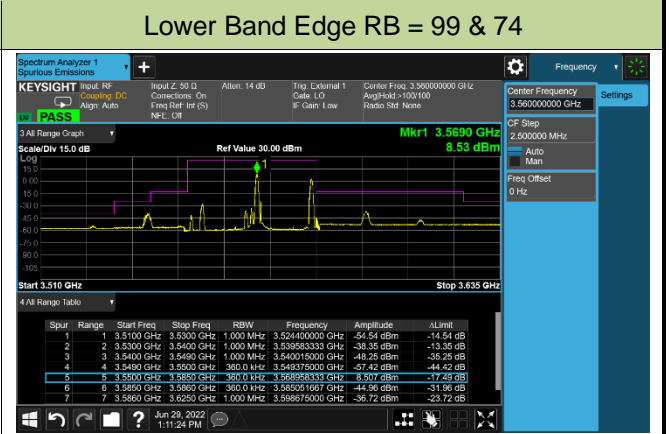 Lower Band Edge RB = 99 & 74
Spectrum Analyzer 1
Spurious Emissions
Frequency
KEYSIGHT Input: RF Input Z: 50 Ω Atten: 14 dB Trig: External 1 Center Freq: 3.560000000 GHz
Coupling: DC Corrections: On Gate: LO Avg|Hold:>100/100
Align: Auto Freq Ref: Int (S) IF Gain: Low Radio Std: None
NFE: Off
PASS
3 All Range Graph
Mkr1 3.5690 GHz
Scale/Div 15.0 dB Ref Value 30.00 dBm 8.53 dBm
Log
15.0
0.00
-15.0
-30.0
-45.0
-60.0
-75.0
-90.0
-105
1
Start 3.510 GHz Stop 3.635 GHz
4 All Range Table
Spur Range Start Freq Stop Freq RBW Frequency Amplitude ΔLimit
1 1 3.5100 GHz 3.5300 GHz 1.000 MHz 3.524400000 GHz -54.54 dBm -14.54 dB
2 2 3.5300 GHz 3.5400 GHz 1.000 MHz 3.539583333 GHz -38.35 dBm -13.35 dB
3 3 3.5400 GHz 3.5490 GHz 1.000 MHz 3.540015000 GHz -48.25 dBm -35.25 dB
4 4 3.5490 GHz 3.5500 GHz 360.0 kHz 3.549375000 GHz -57.42 dBm -44.42 dB
5 5 3.5500 GHz 3.5850 GHz 360.0 kHz 3.568958333 GHz 8.507 dBm -17.49 dB
6 6 3.5850 GHz 3.5860 GHz 360.0 kHz 3.585051667 GHz -44.96 dBm -31.96 dB
7 7 3.5860 GHz 3.6250 GHz 1.000 MHz 3.598675000 GHz -36.72 dBm -23.72 dB
Center Frequency
3.560000000 GHz
Settings
CF Step
2.500000 MHz
Auto
Man
Freq Offset
0 Hz
Jun 29, 2022
1:11:24 PM